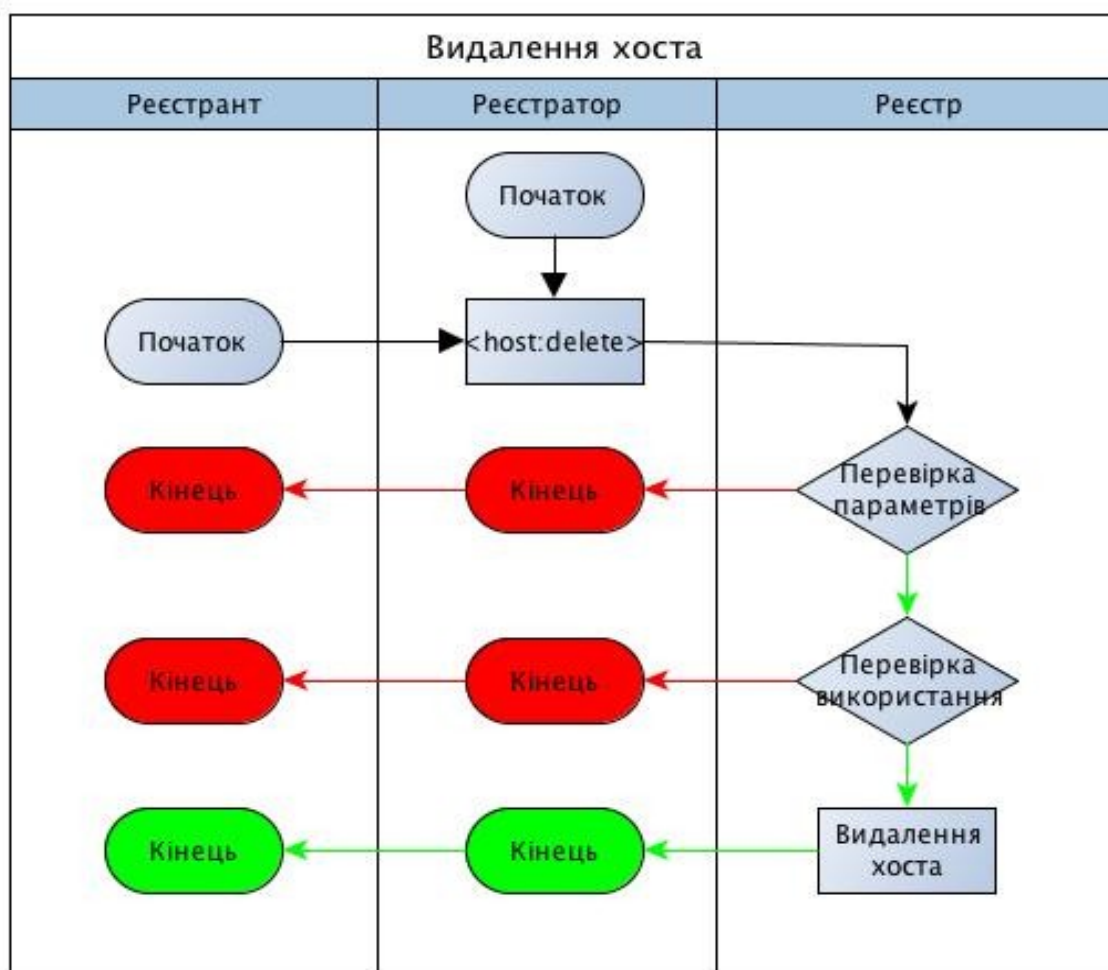 Видалення хоста
Реєстрант
Реєстратор
Реєстр
Початок
Початок
<host:delete>
Перевірка
параметрів
Кінець
Кінець
Перевірка
використання
Кінець
Кінець
Видалення
хоста
Кінець
Кінець